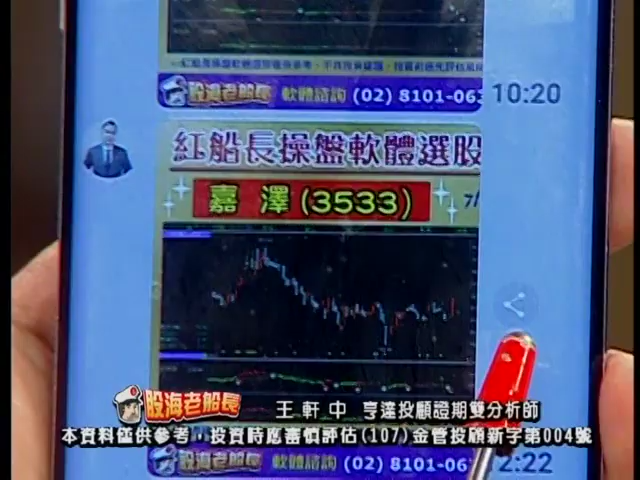 股海老船長 軟體諮詢 (02) 8101-063
10:20
紅船長操盤軟體選股
嘉 澤 (3533)
7/
股海老船長 王軒中 亨達投顧證期雙分析師
本資料僅供參考，投資時應審慎評估(107)金管投顧新字第004號
股海老船長 軟體諮詢 (02) 8101-06
12:22